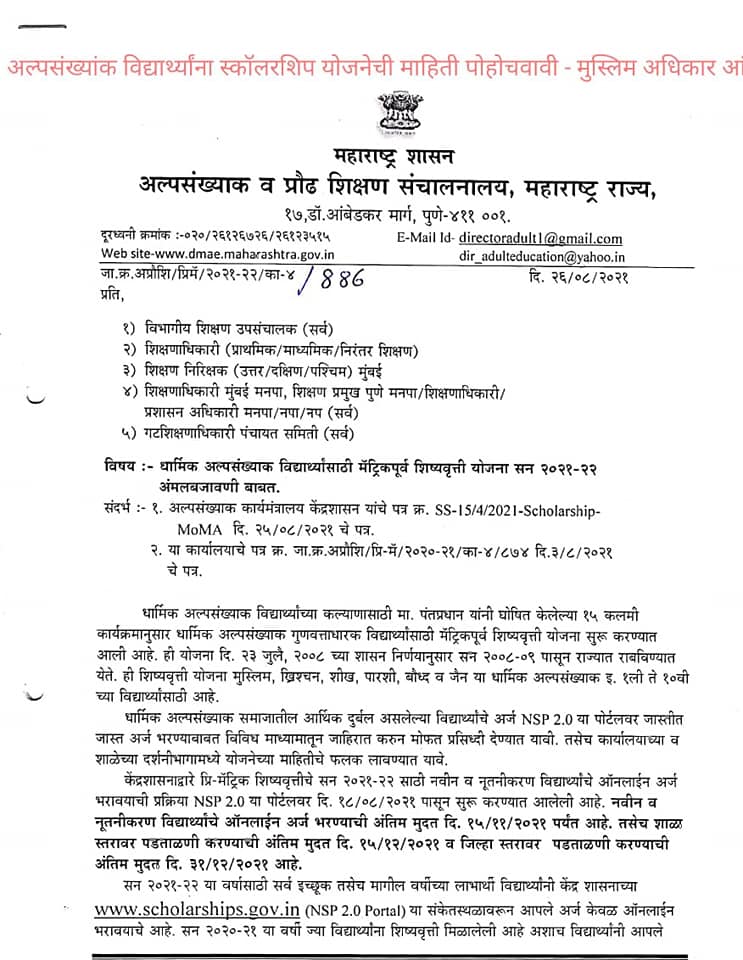 अल्पसंख्यांक विद्यार्थ्यांना स्कॉलरशिप योजनेची माहिती पोहोचवावी - मुस्लिम अधिकार आं
महाराष्ट्र शासन
अल्पसंख्याक व प्रौढ शिक्षण संचालनालय, महाराष्ट्र राज्य,
१७,डॉ.आंबेडकर मार्ग, पुणे-४११ ००१.
दूरध्वनी क्रमांक :-०२०/२६१२६७२६/२६१२३५१५ E-Mail Id- directoradult1@gmail.com
Web site-www.dmae.maharashtra.gov.in dir_adulteducation@yahoo.in
जा.क्र.अप्रौशि/प्रिमॅ/२०२१-२२/का-४/886 दि. २६/०८/२०२१
प्रति,
१) विभागीय शिक्षण उपसंचालक (सर्व)
२) शिक्षणाधिकारी (प्राथमिक/माध्यमिक/निरंतर शिक्षण)
३) शिक्षण निरिक्षक (उत्तर/दक्षिण/पश्चिम) मुंबई
४) शिक्षणाधिकारी मुंबई मनपा, शिक्षण प्रमुख पुणे मनपा/शिक्षणाधिकारी/
प्रशासन अधिकारी मनपा/नपा/नप (सर्व)
५) गटशिक्षणाधिकारी पंचायत समिती (सर्व)
विषय :- धार्मिक अल्पसंख्याक विद्यार्थ्यांसाठी मॅट्रिकपूर्व शिष्यवृत्ती योजना सन २०२१-२२
अंमलबजावणी बाबत.
संदर्भ :- १. अल्पसंख्याक कार्यमंत्रालय केंद्रशासन यांचे पत्र क्र. SS-15/4/2021-Scholarship-
MoMA दि. २५/०८/२०२१ चे पत्र.
२. या कार्यालयाचे पत्र क्र. जा.क्र.अप्रौशि/प्रि-मॅ/२०२०-२१/का-४/८७४ दि.३/८/२०२१
चे पत्र.
धार्मिक अल्पसंख्याक विद्यार्थ्यांच्या कल्याणासाठी मा. पंतप्रधान यांनी घोषित केलेल्या १५ कलमी
कार्यक्रमानुसार धार्मिक अल्पसंख्याक गुणवत्ताधारक विद्यार्थ्यांसाठी मॅट्रिकपूर्व शिष्यवृत्ती योजना सुरू करण्यात
आली आहे. ही योजना दि. २३ जुलै, २००८ च्या शासन निर्णयानुसार सन २००८-०९ पासून राज्यात राबविण्यात
येते. ही शिष्यवृत्ती योजना मुस्लिम, ख्रिश्चन, शीख, पारशी, बौध्द व जैन या धार्मिक अल्पसंख्याक इ. १ली ते १०वी
च्या विद्यार्थ्यांसाठी आहे.
धार्मिक अल्पसंख्याक समाजातील आर्थिक दुर्बल असलेल्या विद्यार्थ्यांचे अर्ज NSP 2.0 या पोर्टलवर जास्तीत
जास्त अर्ज भरण्याबाबत विविध माध्यामातून जाहिरात करुन मोफत प्रसिध्दी देण्यात यावी. तसेच कार्यालयाच्या व
शाळेच्या दर्शनीभागामध्ये योजनेच्या माहितीचे फलक लावण्यात यावे.
केंद्रशासनाद्वारे प्रि-मॅट्रिक शिष्यवृत्तीचे सन २०२१-२२ साठी नवीन व नूतनीकरण विद्यार्थ्यांचे ऑनलाईन अर्ज
भरावयाची प्रक्रिया NSP 2.0 या पोर्टलवर दि. १८/०८/२०२१ पासून सुरू करण्यात आलेली आहे. नवीन व
नूतनीकरण विद्यार्थ्यांचे ऑनलाईन अर्ज भरण्याची अंतिम मुदत दि. १५/११/२०२१ पर्यंत आहे. तसेच शाळा
स्तरावर पडताळणी करण्याची अंतिम मुदत दि. १५/१२/२०२१ व जिल्हा स्तरावर पडताळणी करण्याची
अंतिम मुदत दि. ३१/१२/२०२१ आहे.
सन २०२१-२२ या वर्षासाठी सर्व इच्छूक तसेच मागील वर्षीच्या लाभार्थी विद्यार्थ्यांनी केंद्र शासनाच्या
www.scholarships.gov.in (NSP 2.0 Portal) या संकेतस्थळावरून आपले अर्ज केवळ ऑनलाईन
भरावयाचे आहे. सन २०२०-२१ या वर्षी ज्या विद्यार्थ्यांना शिष्यवृत्ती मिळालेली आहे अशाच विद्यार्थ्यांनी आपले